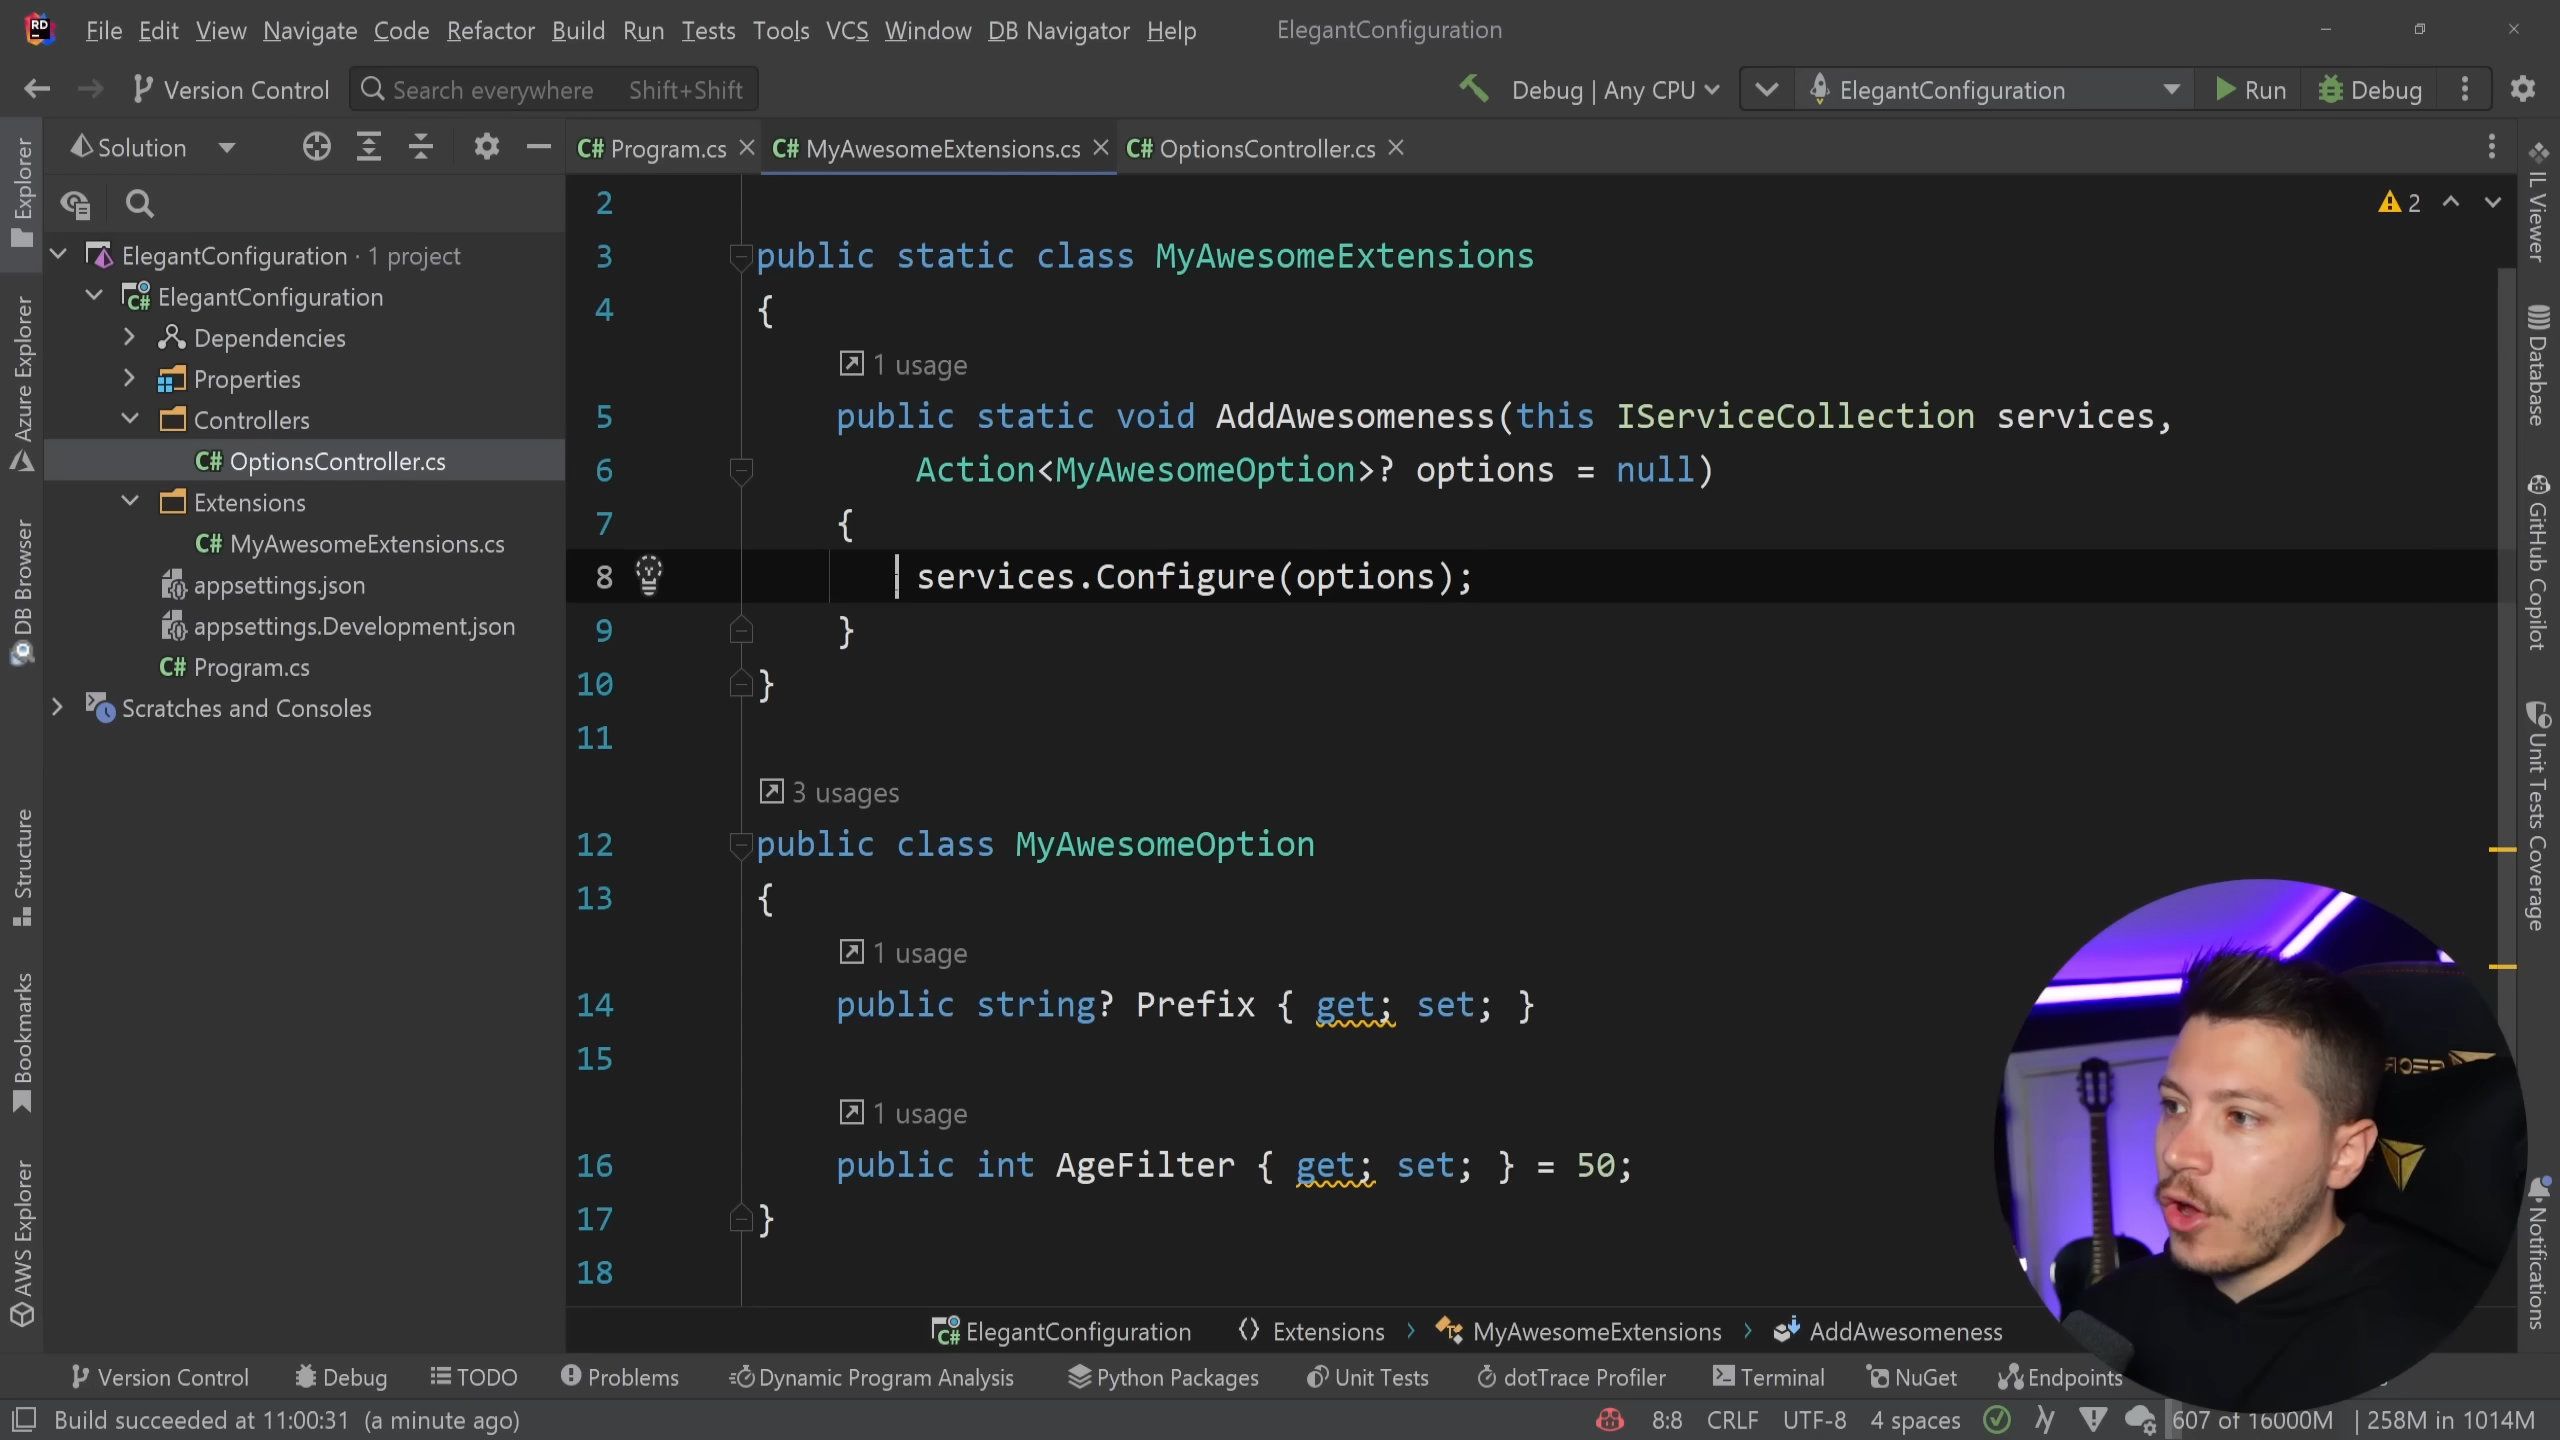 RD
File Edit View Navigate Code Refactor Build Run Tests Tools VCS Window DB Navigator Help ElegantConfiguration
Version Control Search everywhere Shift+Shift Debug | Any CPU ElegantConfiguration Run Debug
Solution C# Program.cs C# MyAwesomeExtensions.cs C# OptionsController.cs
ElegantConfiguration · 1 project
C# ElegantConfiguration
Dependencies
Properties
Controllers
C# OptionsController.cs
Extensions
C# MyAwesomeExtensions.cs
appsettings.json
appsettings.Development.json
C# Program.cs
Scratches and Consoles
Explorer
Azure Explorer
DB Browser
Structure
Bookmarks
AWS Explorer
2
2
3 public static class MyAwesomeExtensions
4 {
1 usage
5 public static void AddAwesomeness(this IServiceCollection services,
6 Action<MyAwesomeOption>? options = null)
7 {
8 services.Configure(options);
9 }
10 }
11
3 usages
12 public class MyAwesomeOption
13 {
1 usage
14 public string? Prefix { get; set; }
15
1 usage
16 public int AgeFilter { get; set; } = 50;
17 }
18
IL Viewer
Database
GitHub Copilot
Unit Tests Coverage
Notifications
C# ElegantConfiguration Extensions MyAwesomeExtensions AddAwesomeness
Version Control Debug TODO Problems Dynamic Program Analysis Python Packages Unit Tests dotTrace Profiler Terminal NuGet Endpoints
Build succeeded at 11:00:31 (a minute ago) 8:8 CRLF UTF-8 4 spaces 607 of 16000M | 258M in 1014M